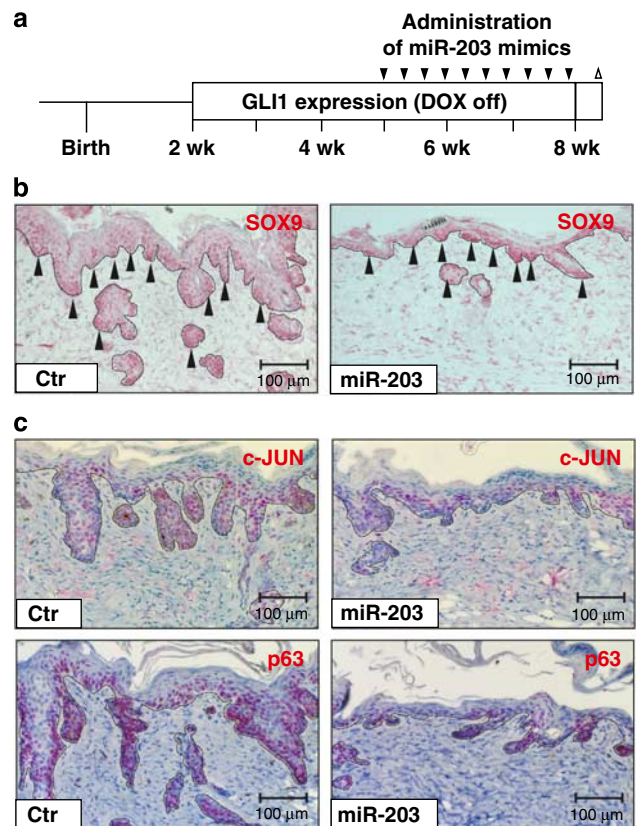 a
Administration
of miR-203 mimics
GLI1 expression (DOX off)
Birth 2 wk 4 wk 6 wk 8 wk
b
SOX9 SOX9
Ctr 100 µm miR-203 100 µm
c
c-JUN c-JUN
Ctr 100 µm miR-203 100 µm
p63 p63
Ctr 100 µm miR-203 100 µm